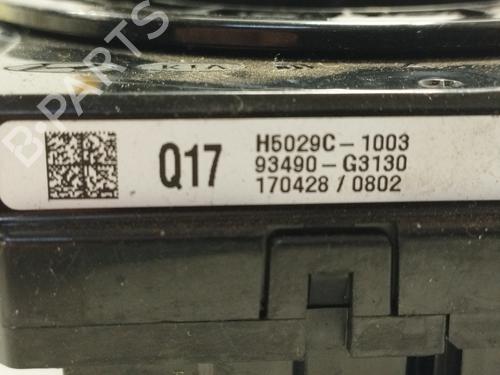 KIA
Q17
H5029C-1003
93490-G3130
170428 / 0802
B-PARTS